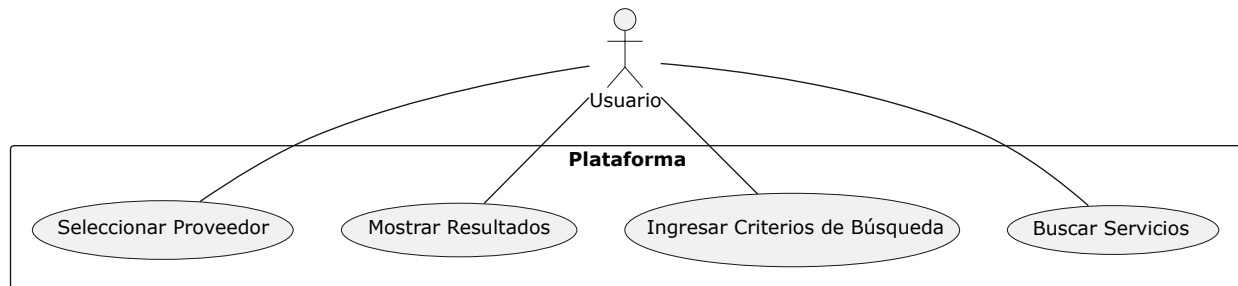 Usuario
Plataforma
Seleccionar Proveedor
Mostrar Resultados
Ingresar Criterios de Búsqueda
Buscar Servicios